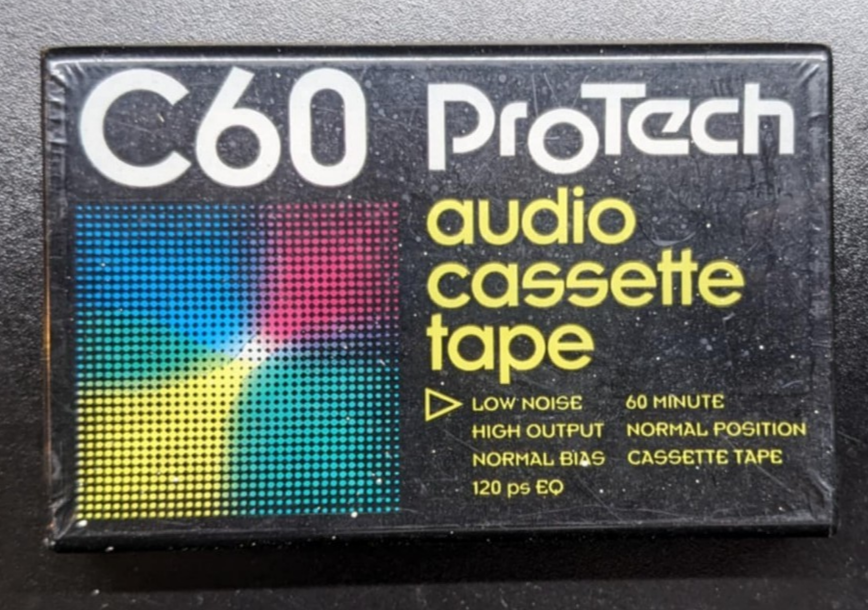 C60
ProTech
audio
cassette
tape
LOW NOISE
HIGH OUTPUT
NORMAL BIAS
120 ps EQ
60 MINUTE
NORMAL POSITION
CASSETTE TAPE